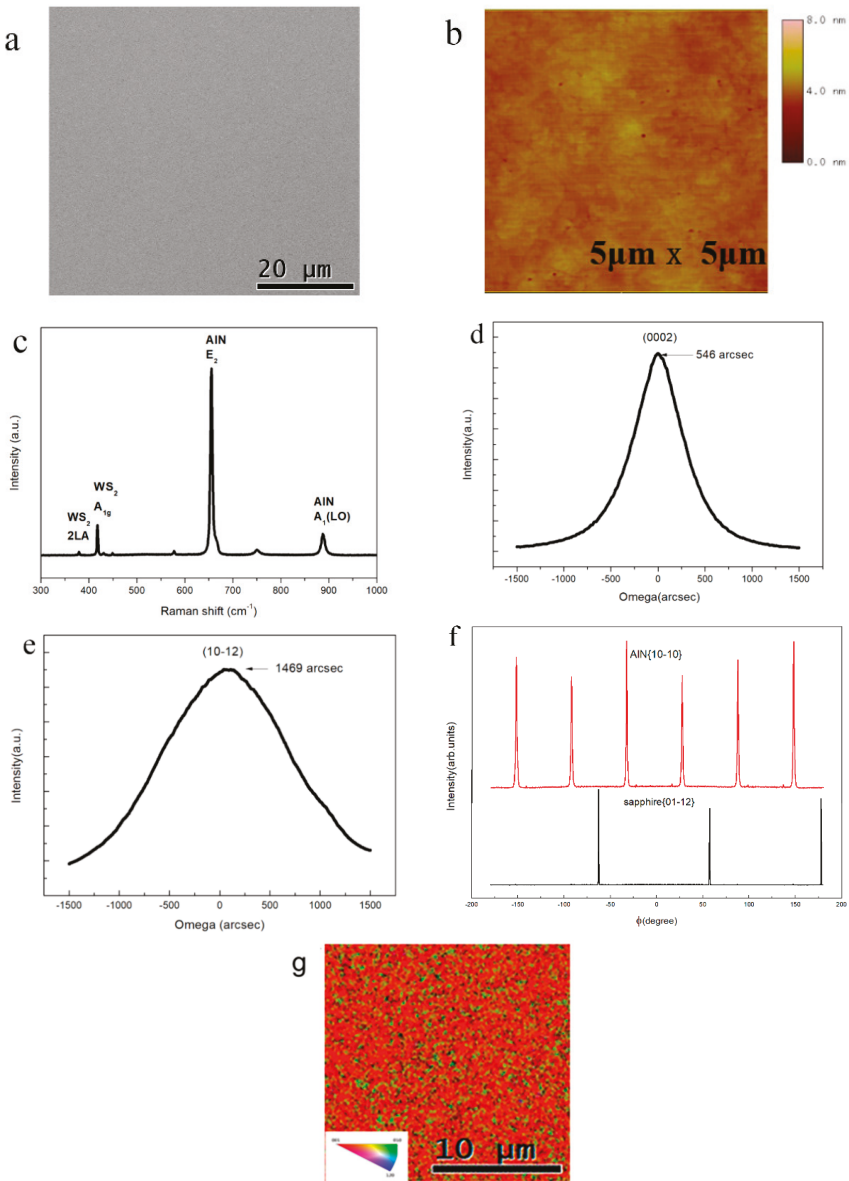 a
20 µm
b
8.0 nm
4.0 nm
0.0 nm
5µm x 5µm
c
AlN
E2
WS2
A1g
WS2
2LA
AlN
A1(LO)
Intensity (a.u.)
300 400 500 600 700 800 900 1000
Raman shift (cm-1)
d
(0002)
546 arcsec
Intensity(a.u.)
-1500 -1000 -500 0 500 1000 1500
Omega(arcsec)
e
(10-12)
1469 arcsec
Intensity(a.u.)
-1500 -1000 -500 0 500 1000 1500
Omega (arcsec)
f
AlN{10-10}
sapphire{01-12}
Intensity(arb.units)
-200 -150 -100 -50 0 50 100 150 200
ϕ(degree)
g
10 µm